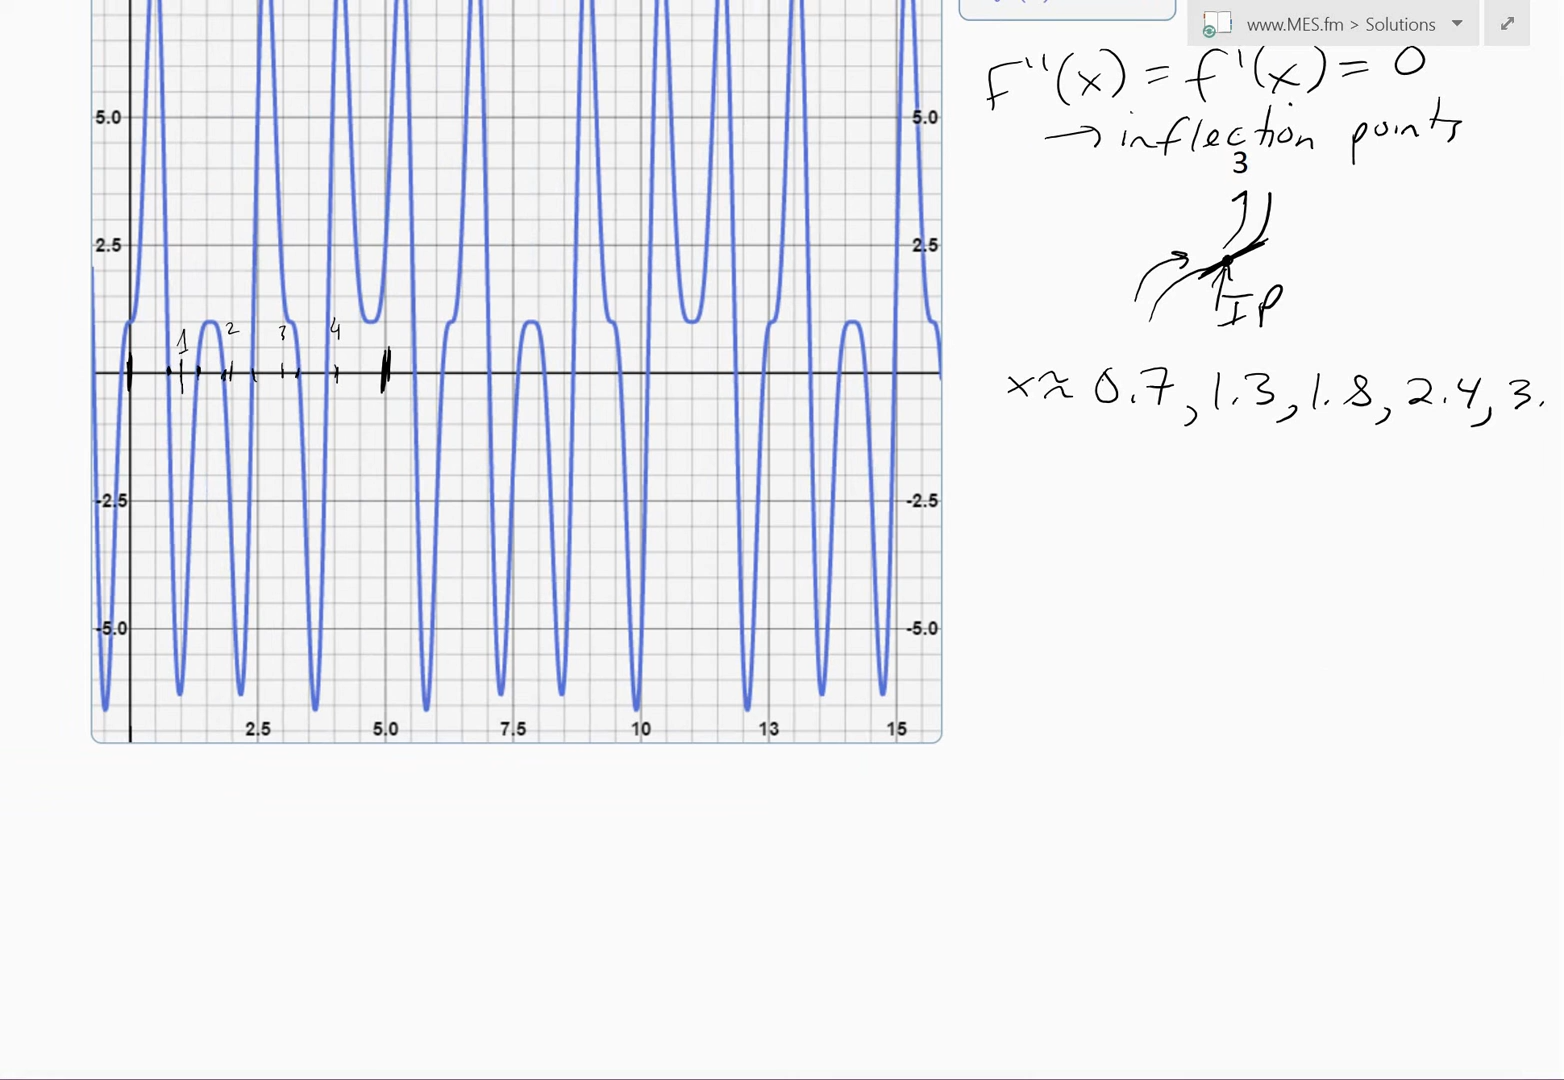 www.MES.fm > Solutions
F''(x) = f'(x) = 0
→ inflection points
3
IP
x ≈ 0.7, 1.3, 1.8, 2.4, 3.
5.0 5.0
2.5 2.5
1 2 3 4
-2.5 -2.5
-5.0 -5.0
2.5 5.0 7.5 10 13 15